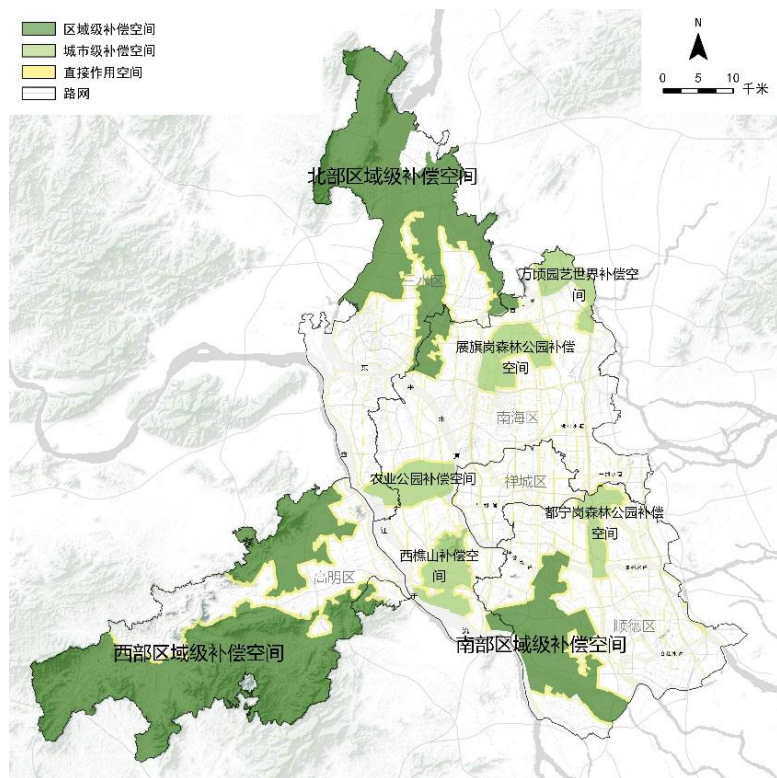 区域级补偿空间
城市级补偿空间
直接作用空间
路网
N
0 5 10 千米
北部区域级补偿空间
三水区
万顷园艺世界补偿空
间
展旗岗森林公园补偿
空间
东
平
水
南海区
西
农业公园补偿空间
禅城区
都宁岗森林公园补偿
空间
江
西樵山补偿空
间
高明区
顺德区
南部区域级补偿空间
西部区域级补偿空间